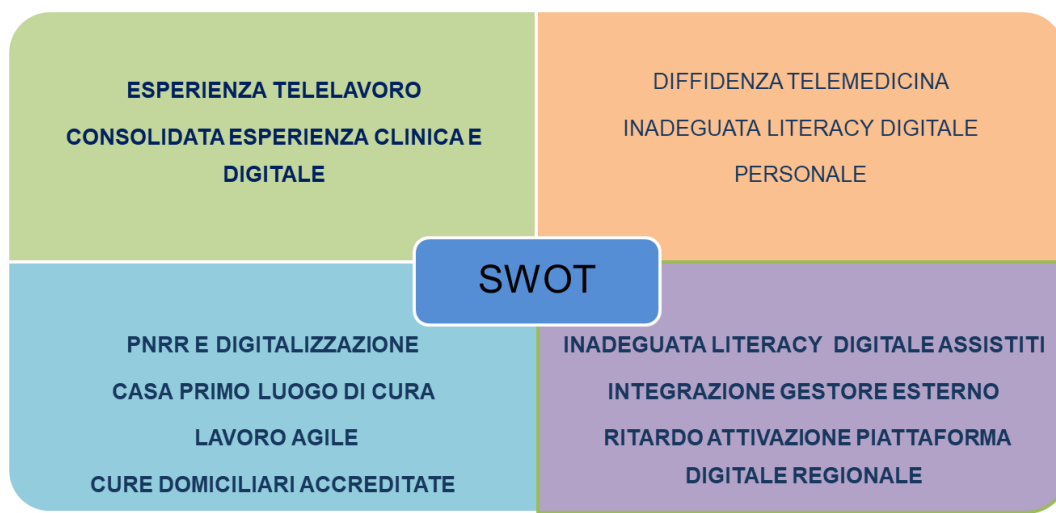 ESPERIENZA TELELAVORO
CONSOLIDATA ESPERIENZA CLINICA E
DIGITALE
DIFFIDENZA TELEMEDICINA
INADEGUATA LITERACY DIGITALE
PERSONALE
SWOT
PNRR E DIGITALIZZAZIONE
CASA PRIMO LUOGO DI CURA
LAVORO AGILE
CURE DOMICILIARI ACCREDITATE
INADEGUATA LITERACY DIGITALE ASSISTITI
INTEGRAZIONE GESTORE ESTERNO
RITARDO ATTIVAZIONE PIATTAFORMA
DIGITALE REGIONALE